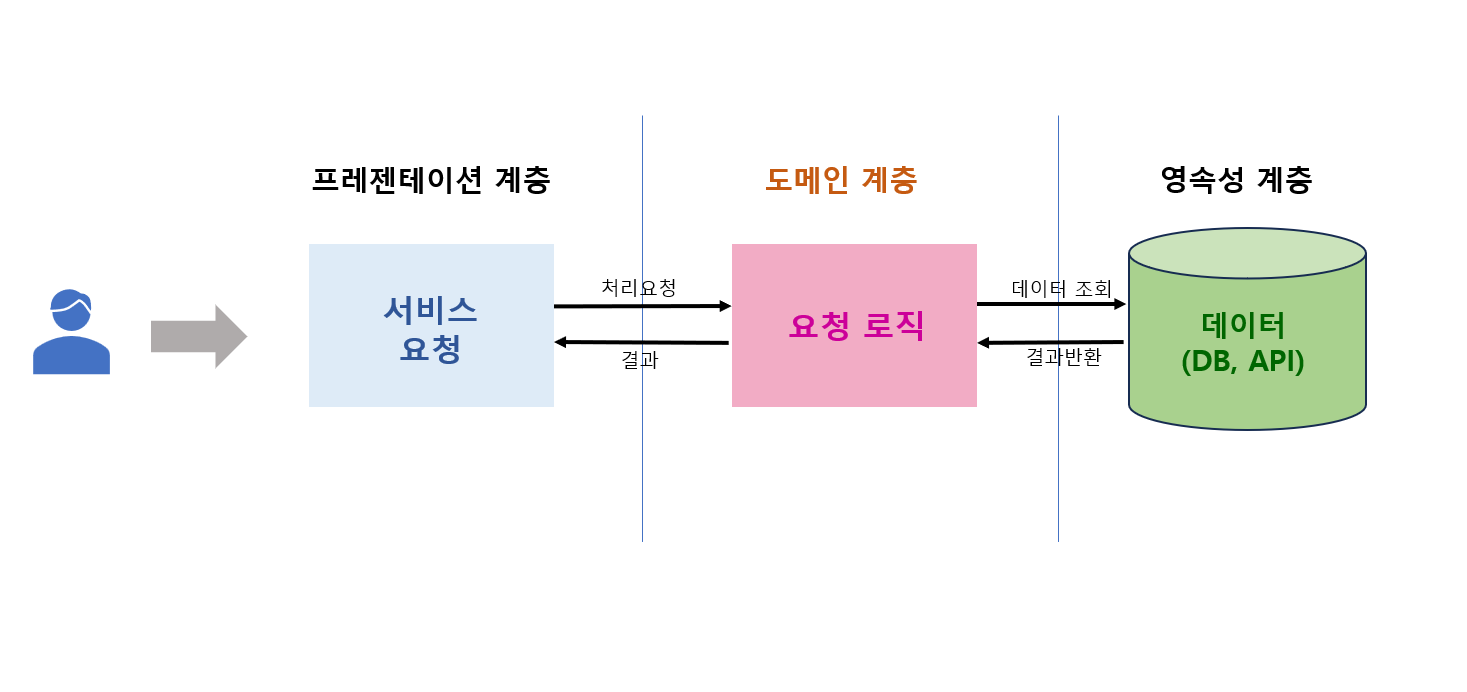 프레젠테이션 계층
도메인 계층
영속성 계층
서비스
요청
처리요청
결과
요청 로직
데이터 조회
결과반환
데이터
(DB, API)